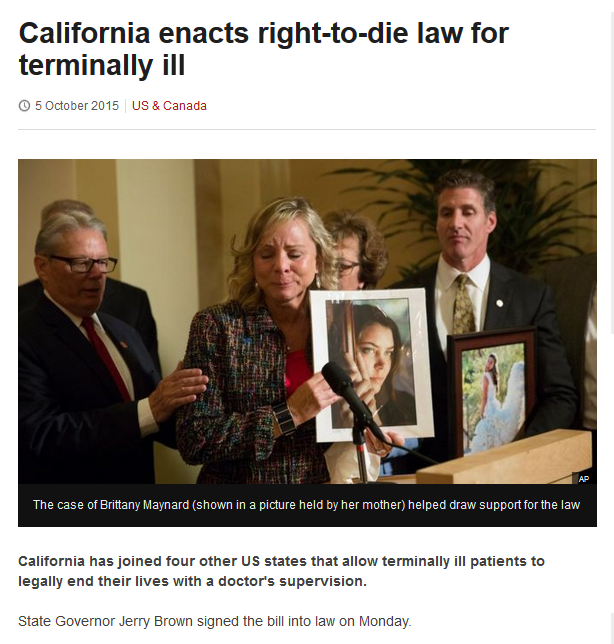 California enacts right-to-die law for
terminally ill
5 October 2015 US & Canada
AP
The case of Brittany Maynard (shown in a picture held by her mother) helped draw support for the law
California has joined four other US states that allow terminally ill patients to
legally end their lives with a doctor's supervision.
State Governor Jerry Brown signed the bill into law on Monday.